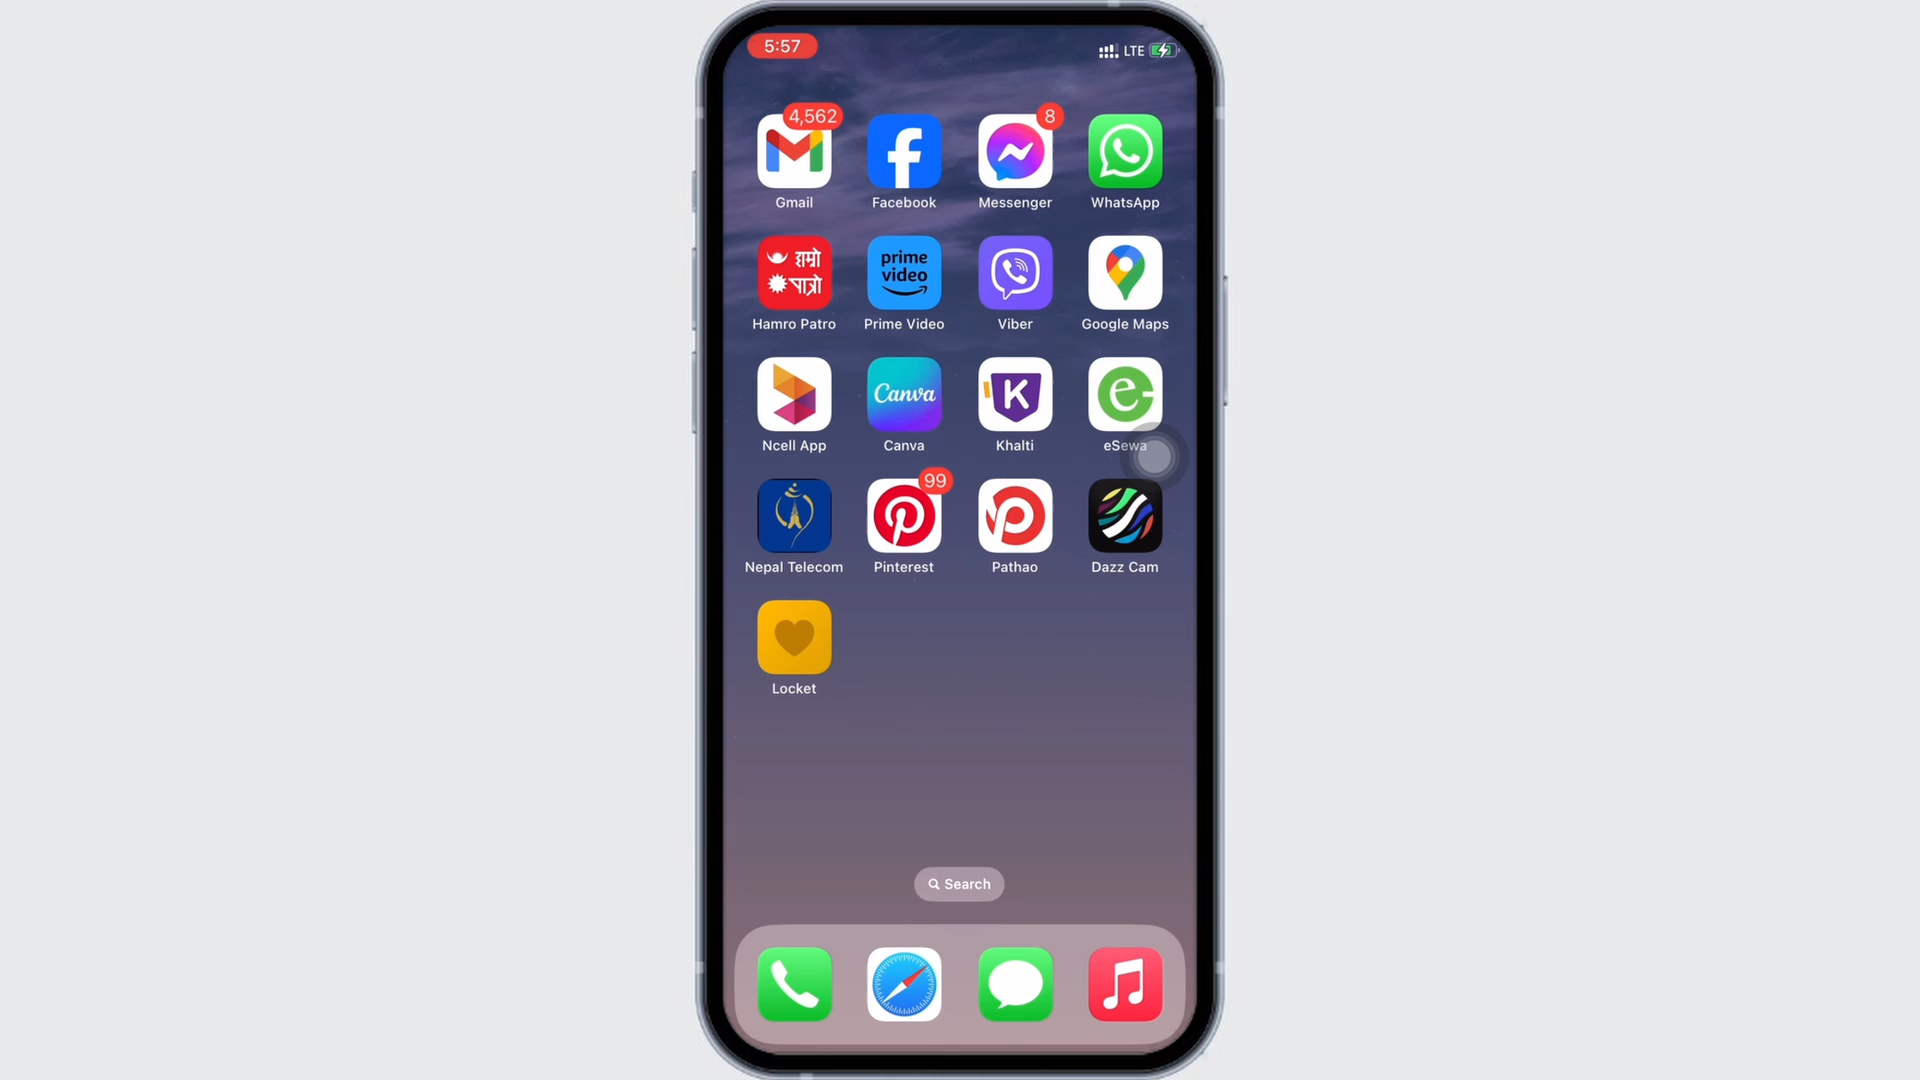 5:57
LTE
4,562
8
Gmail
Facebook
Messenger
WhatsApp
हाम्रो
पात्रो
prime
video
Hamro Patro
Prime Video
Viber
Google Maps
Canva
K
e
Ncell App
Canva
Khalti
eSewa
99
Nepal Telecom
Pinterest
Pathao
Dazz Cam
Locket
Search